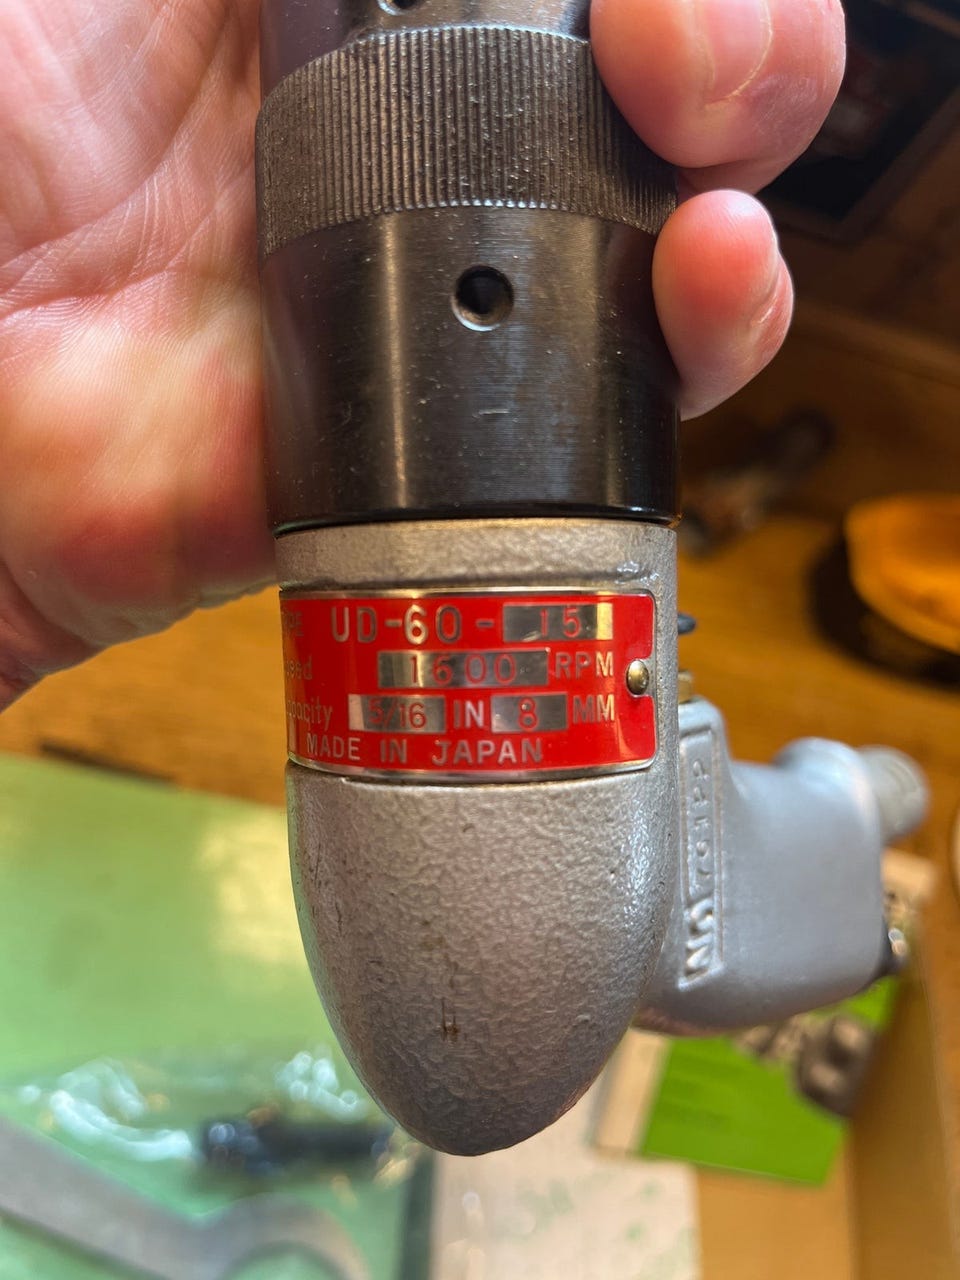 UD-60-15
1600 RPM
5/16 IN 8 MM
MADE IN JAPAN